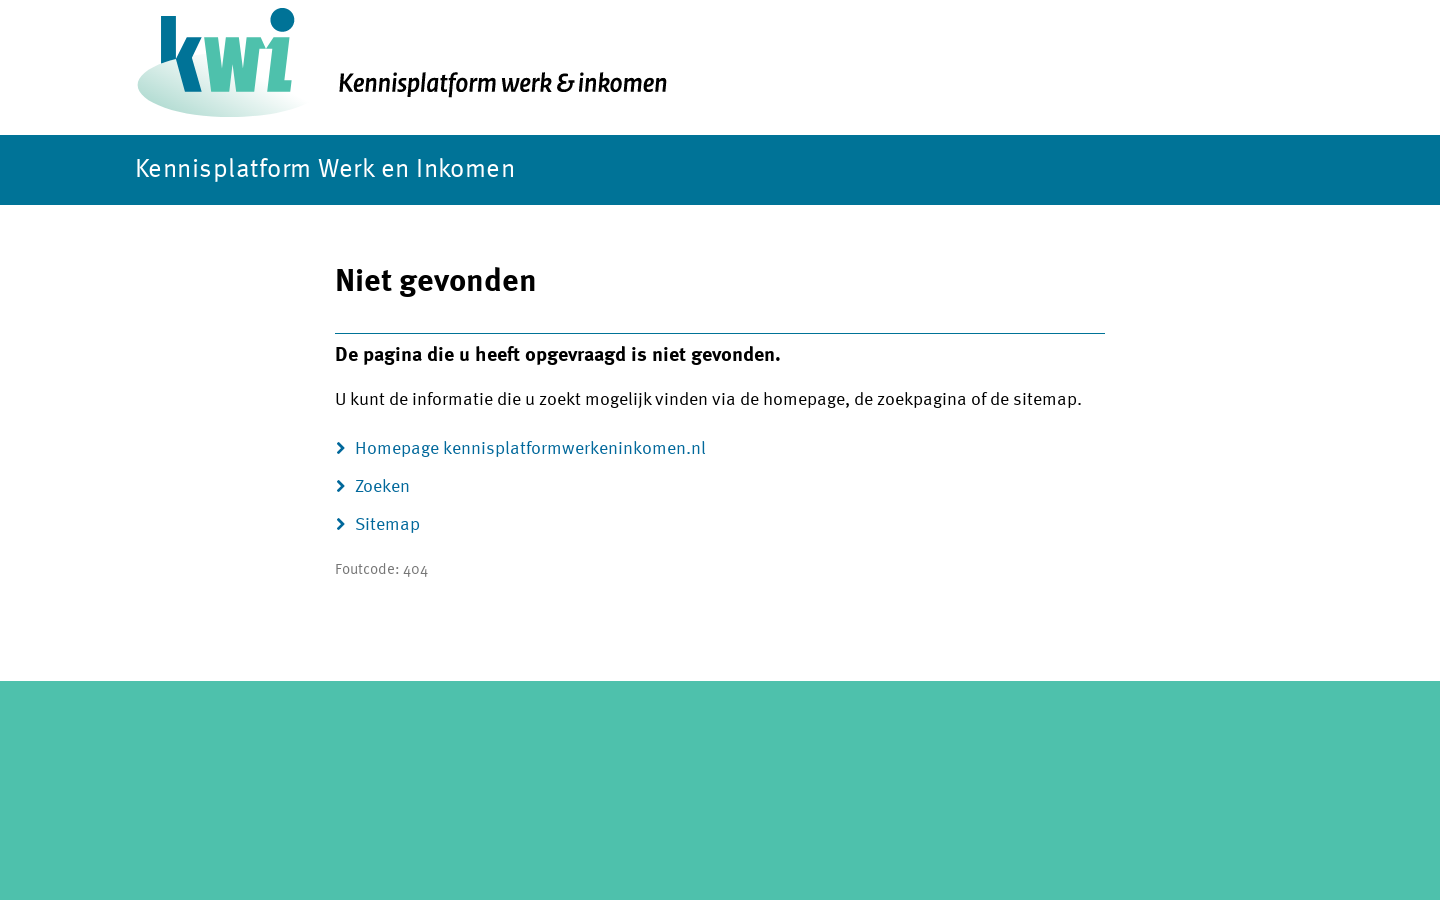 kwi
Kennisplatform werk & inkomen
Kennisplatform Werk en Inkomen
Niet gevonden
De pagina die u heeft opgevraagd is niet gevonden.
U kunt de informatie die u zoekt mogelijk vinden via de homepage, de zoekpagina of de sitemap.
Homepage kennisplatformwerkeninkomen.nl
Zoeken
Sitemap
Foutcode: 404